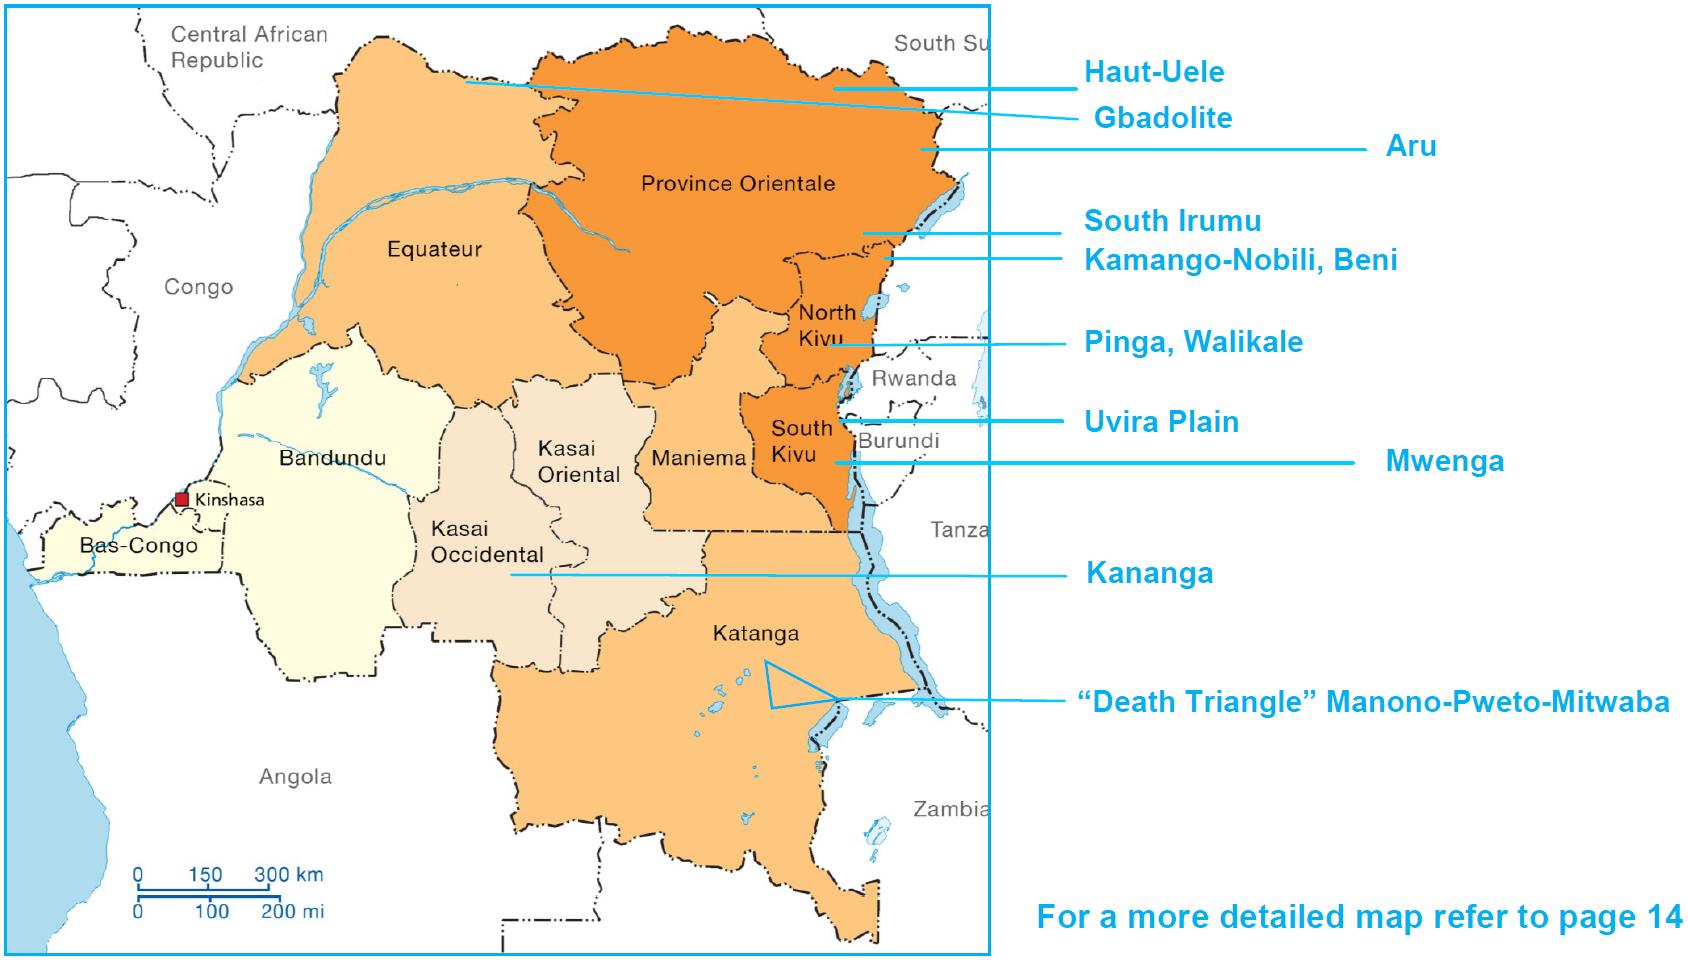 Central African
Republic
South Su
Haut-Uele
Gbadolite
Aru
Province Orientale
South Irumu
Equateur
Kamango-Nobili, Beni
Congo
North
Kivu
Pinga, Walikale
Rwanda
Uvira Plain
South
Kivu
Burundi
Kasai
Oriental
Maniema
Bandundu
Mwenga
Kinshasa
Kasai
Occidental
Tanza
Bas-Congo
Kananga
Katanga
“Death Triangle” Manono-Pweto-Mitwaba
Angola
Zambia
0 150 300 km
0 100 200 mi
For a more detailed map refer to page 14